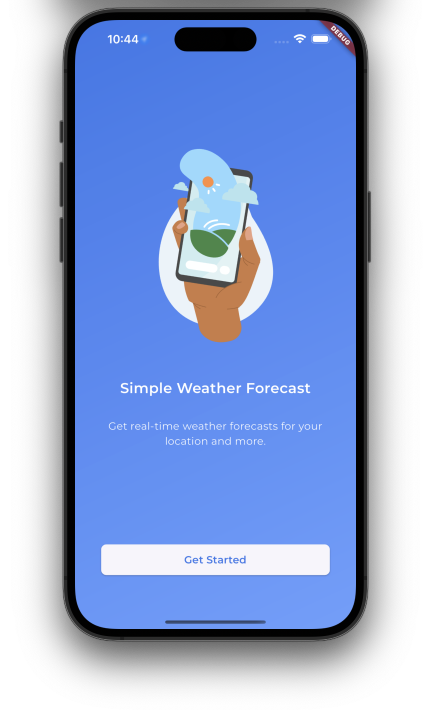 10:44
DEBUG
Simple Weather Forecast
Get real-time weather forecasts for your
location and more.
Get Started